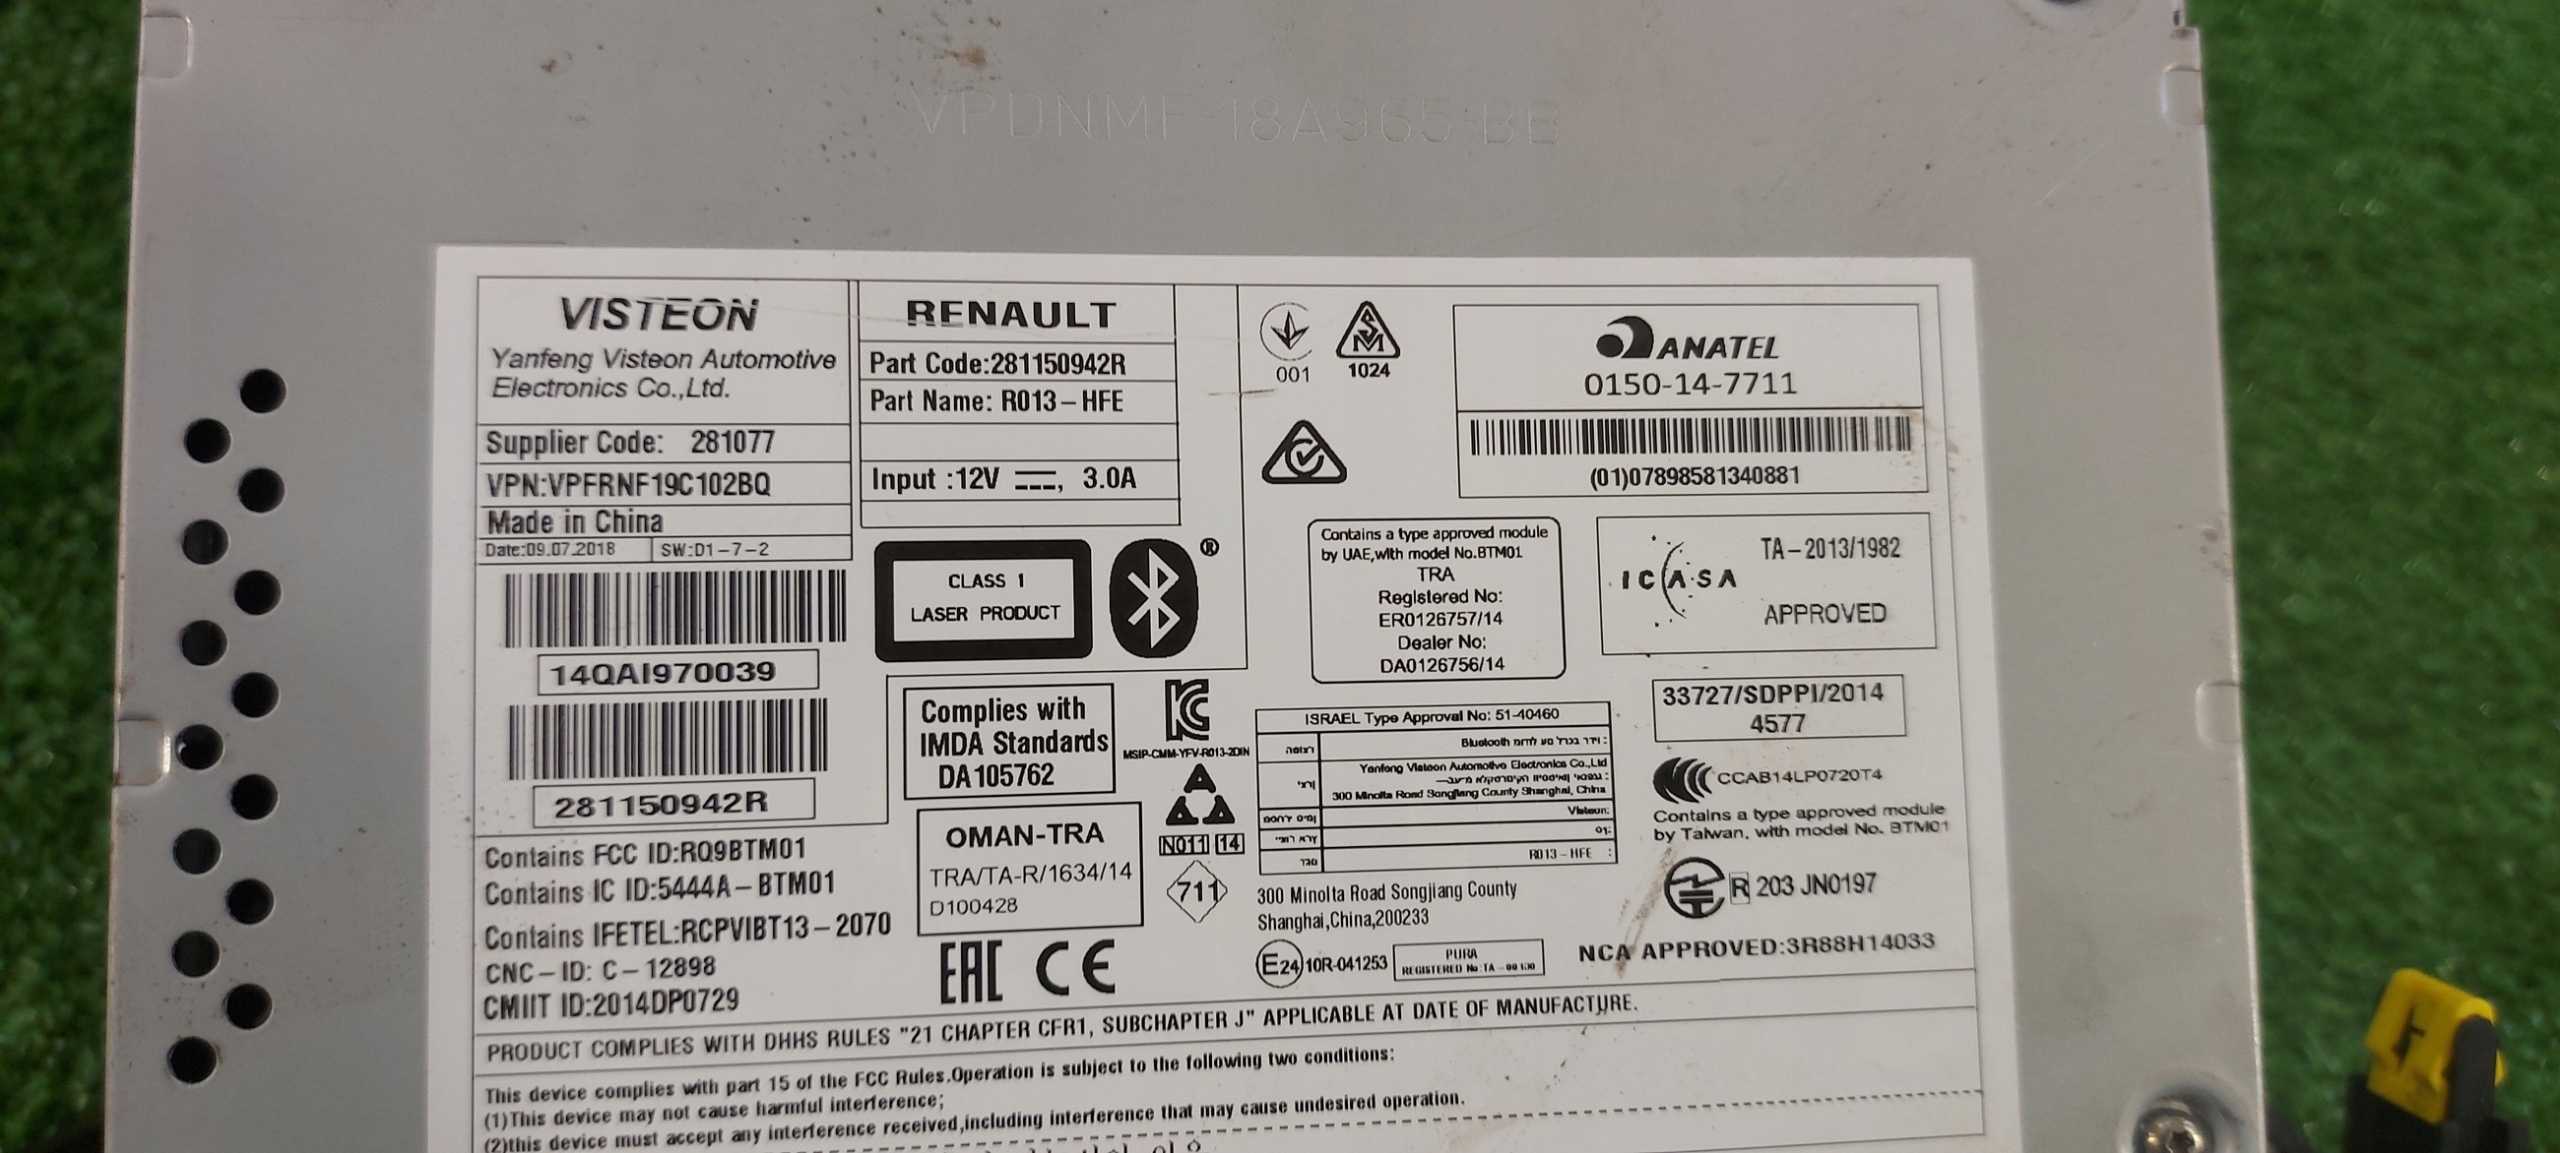 VPDNMF-18A965-BB
VISTEON
Yanfeng Visteon Automotive
Electronics Co.,Ltd.
Supplier Code: 281077
VPN:VPFRNF19C102BQ
Made in China
Date:09.07.2018 SW:D1-7-2
14QAI970039
281150942R
Contains FCC ID:RQ9BTM01
Contains IC ID:5444A-BTM01
Contains IFETEL:RCPVIBT13-2070
CNC-ID: C-12898
CMIIT ID:2014DP0729
RENAULT
Part Code:281150942R
Part Name: R013-HFE
Input :12V ⎓, 3.0A
CLASS 1
LASER PRODUCT
®
Complies with
IMDA Standards
DA105762
MSIP-CMM-YFV-R013-2DIN
OMAN-TRA
TRA/TA-R/1634/14
D100428
A
N011 14
711
EAC CE
001
SM
1024
ANATEL
0150-14-7711
(01)07898581340881
Contains a type approved module
by UAE,with model No.BTM01
TRA
Registered No:
ER0126757/14
Dealer No:
DA0126756/14
ICASA
TA-2013/1982
APPROVED
ISRAEL Type Approval No: 51-40460
Bluetooth
Yanfeng Visteon Automotive Electronics Co.,Ltd
300 Minolta Road Songjiang County Shanghai, China
Visteon:
R013-HFE :
300 Minolta Road Songjiang County
Shanghai,China,200233
E24 10R-041253
PURA
REGISTERED No:TA
33727/SDPPI/2014
4577
CCAB14LP0720T4
Contains a type approved module
by Taiwan, with model No. BTM01
R 203 JN0197
NCA APPROVED:3R88H14033
PRODUCT COMPLIES WITH DHHS RULES "21 CHAPTER CFR1, SUBCHAPTER J" APPLICABLE AT DATE OF MANUFACTURE.
This device complies with part 15 of the FCC Rules.Operation is subject to the following two conditions:
(1)This device may not cause harmful interference;
(2)this device must accept any interference received,including interference that may cause undesired operation.